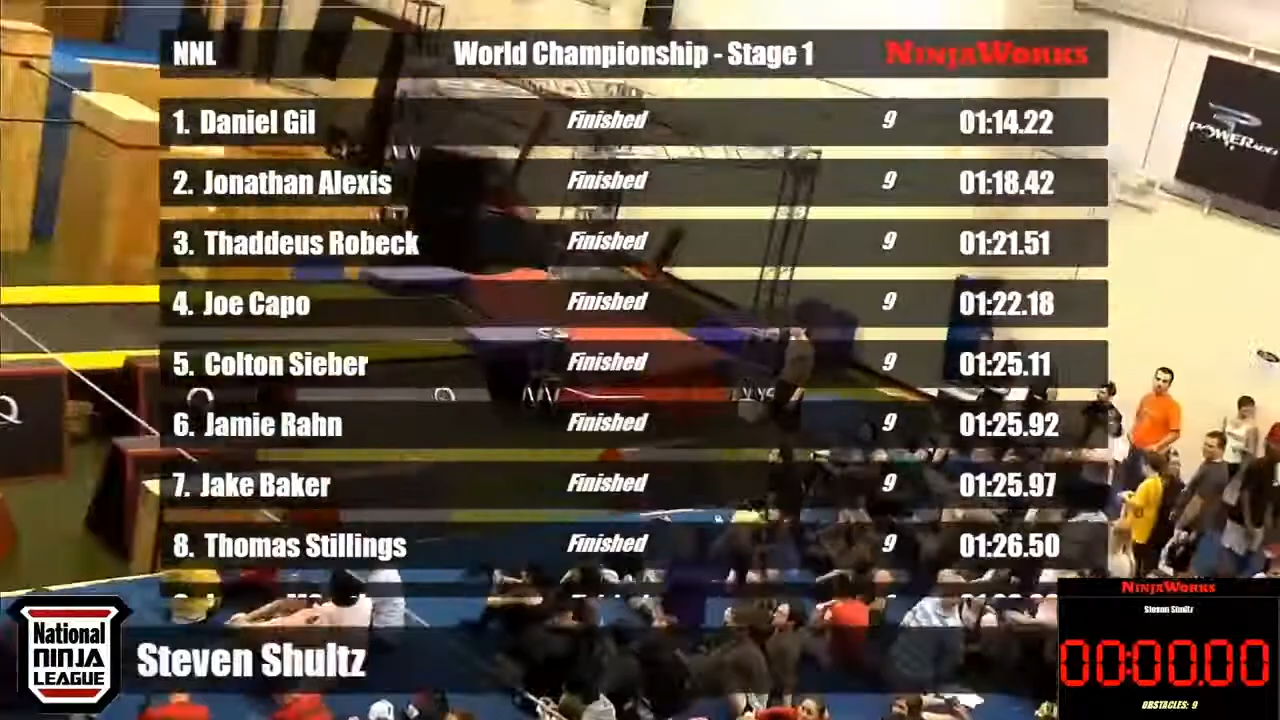 NNL World Championship - Stage 1 NINJAWORKS
1. Daniel Gil Finished 9 01:14.22
2. Jonathan Alexis Finished 9 01:18.42
3. Thaddeus Robeck Finished 9 01:21.51
4. Joe Capo Finished 9 01:22.18
5. Colton Sieber Finished 9 01:25.11
6. Jamie Rahn Finished 9 01:25.92
7. Jake Baker Finished 9 01:25.97
8. Thomas Stillings Finished 9 01:26.50
POWER
National
NINJA
LEAGUE
Steven Shultz
NINJAWORKS
Steven Shultz
00:00.00
OBSTACLES: 9